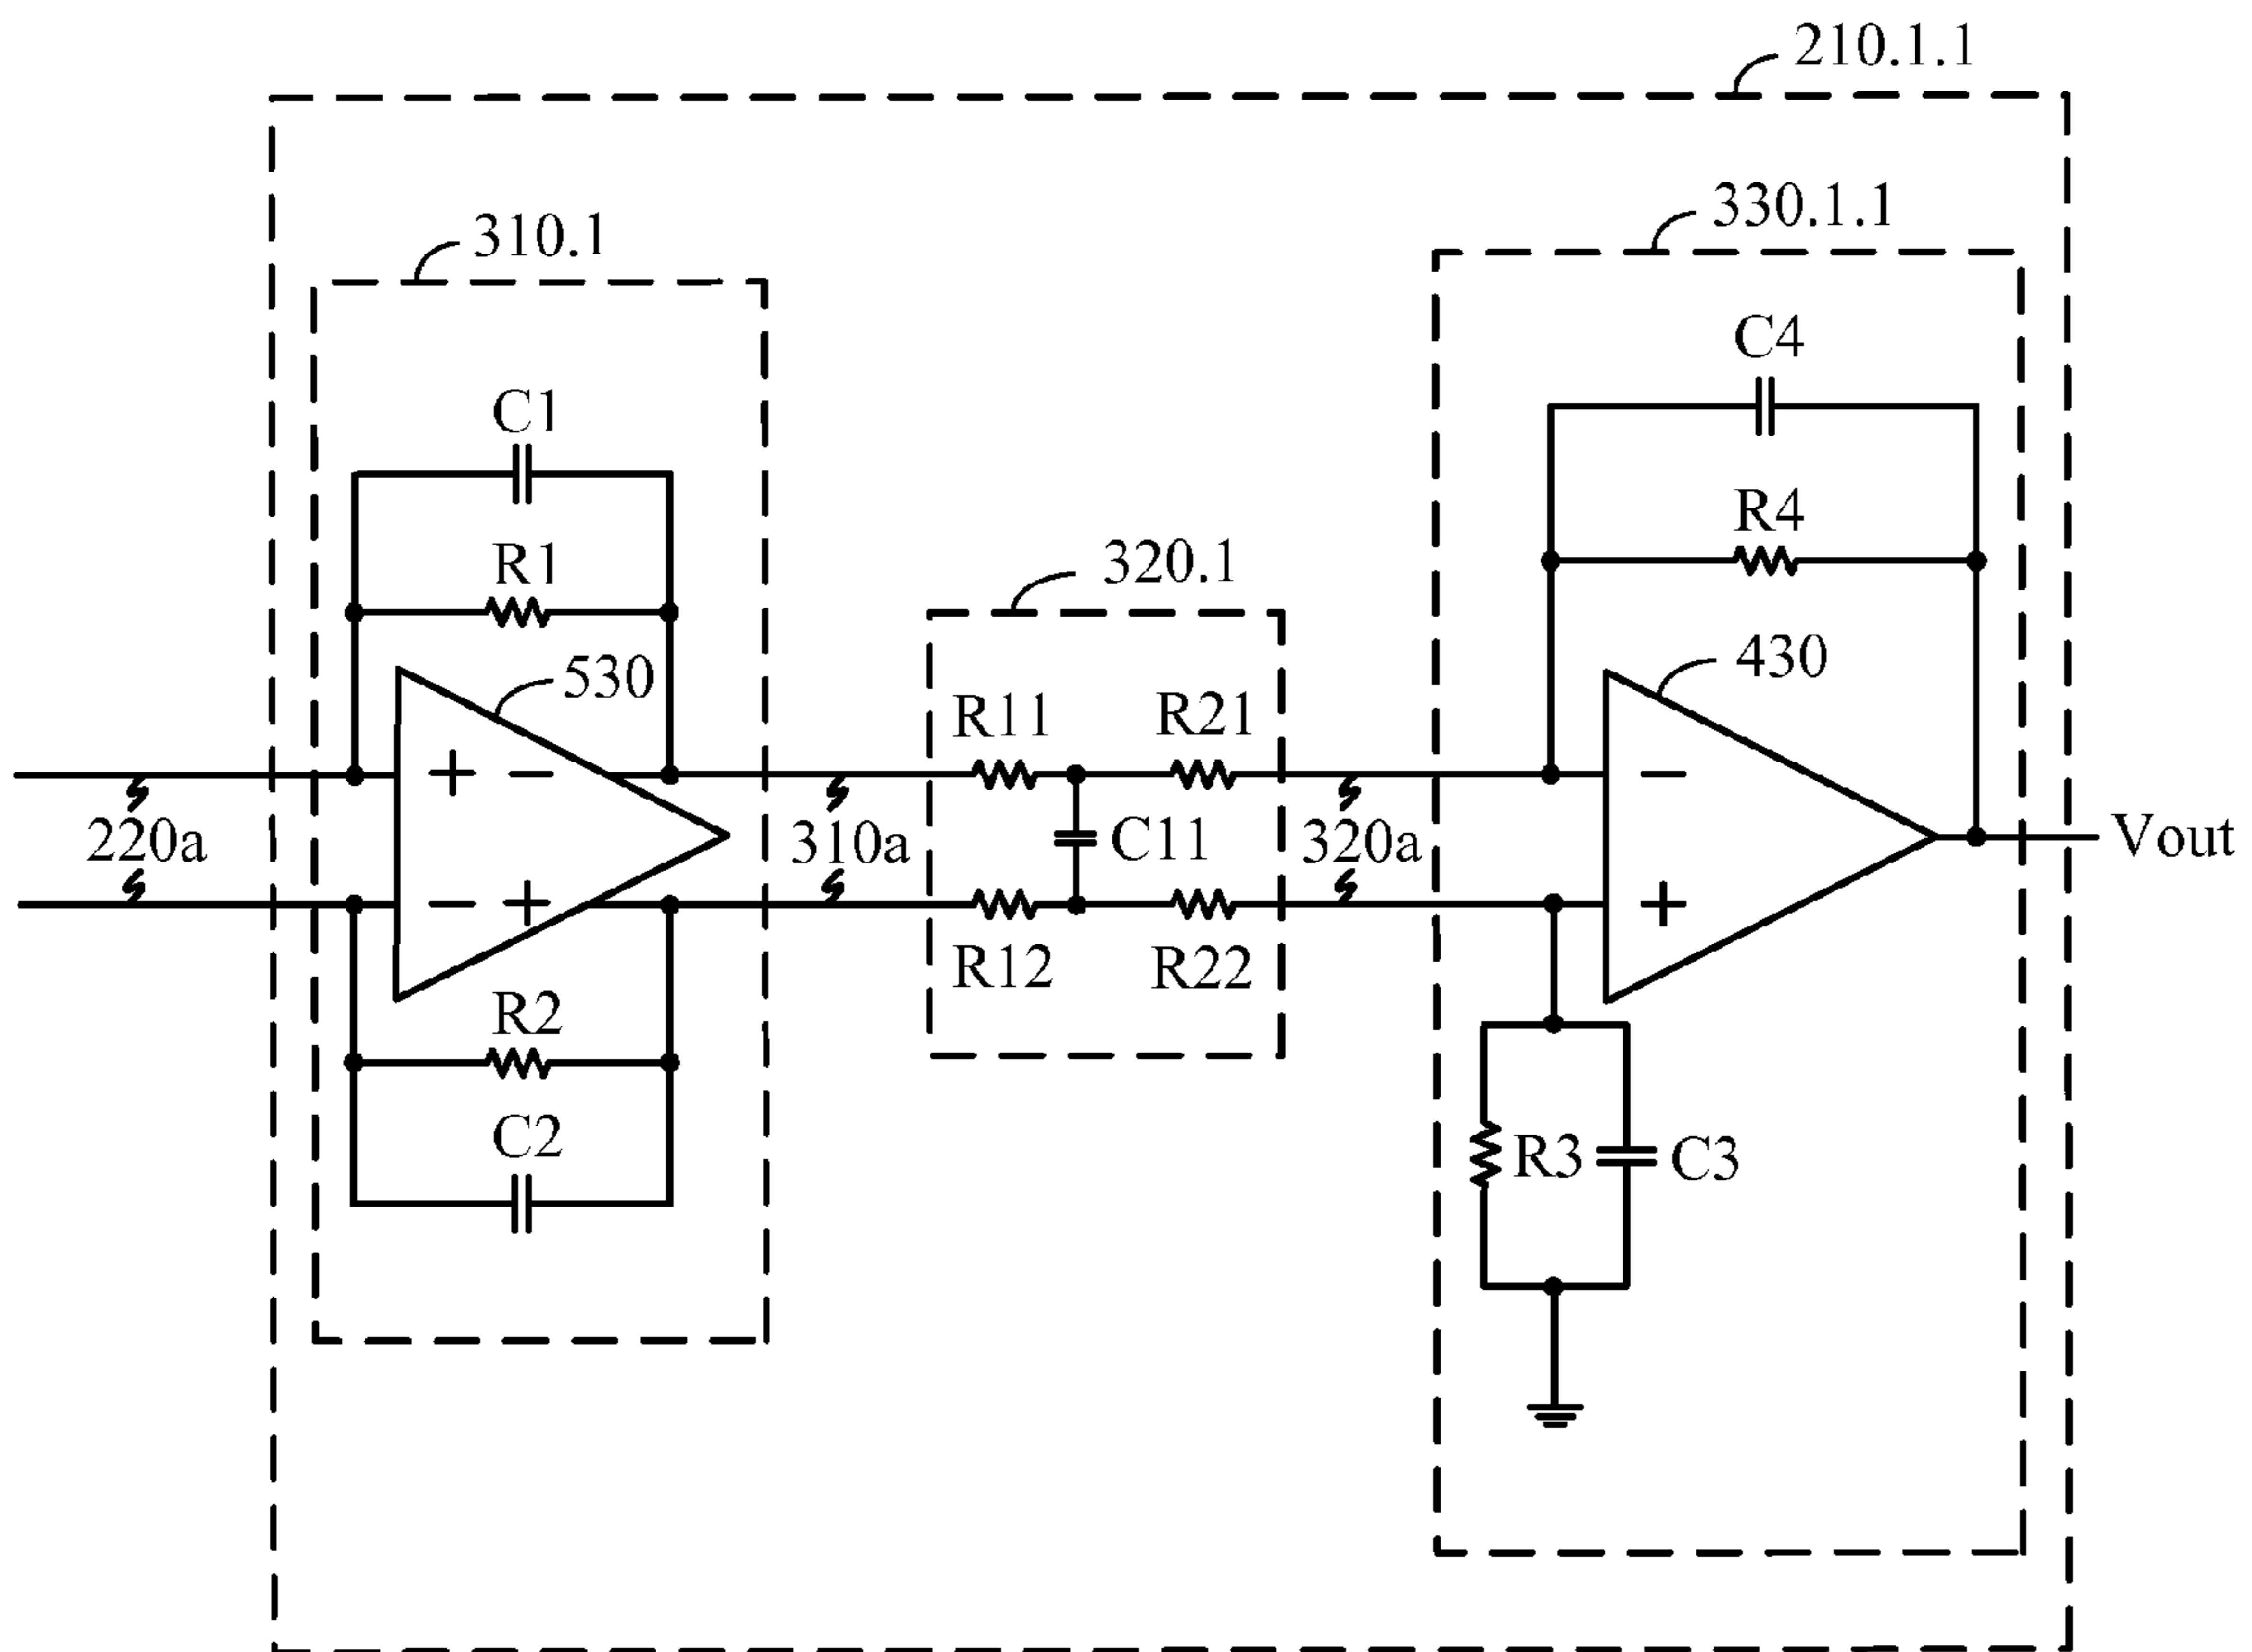 210.1.1
330.1.1
310.1
C4
C1
R4
R1
320.1
530
430
R11
R21
+ −
−
220a
310a
C11
320a
Vout
− +
+
R12
R22
R2
C2
R3
C3